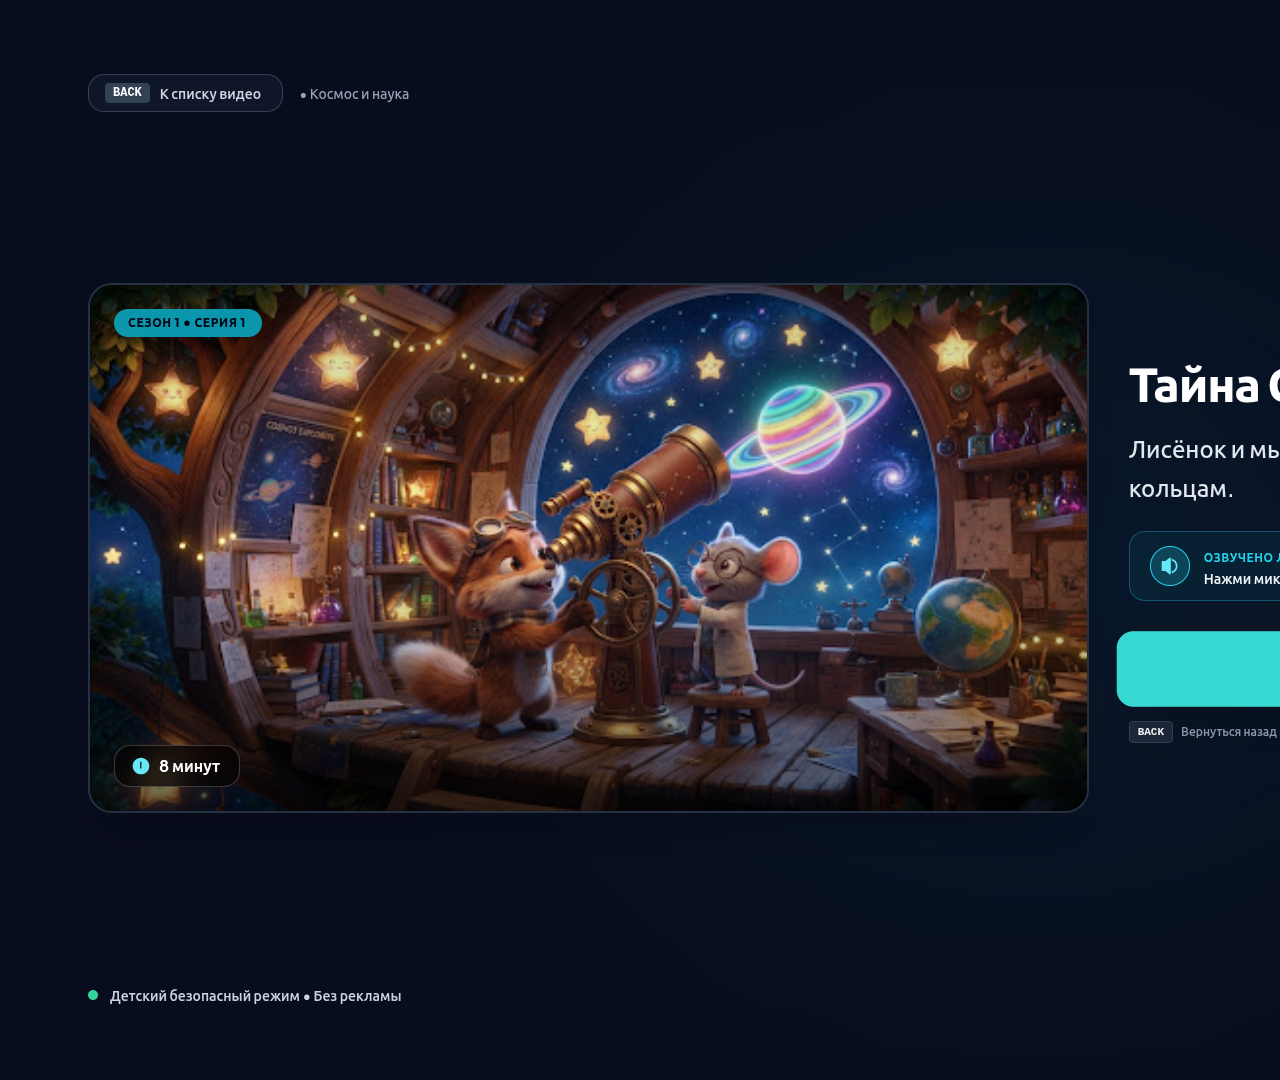 BACK К списку видео ● Космос и наука
СЕЗОН 1 ● СЕРИЯ 1
8 минут
Тайна
Лисёнок и мы
кольцам.
ОЗВУЧЕНО
Нажми мик
BACK Вернуться назад
Детский безопасный режим ● Без рекламы